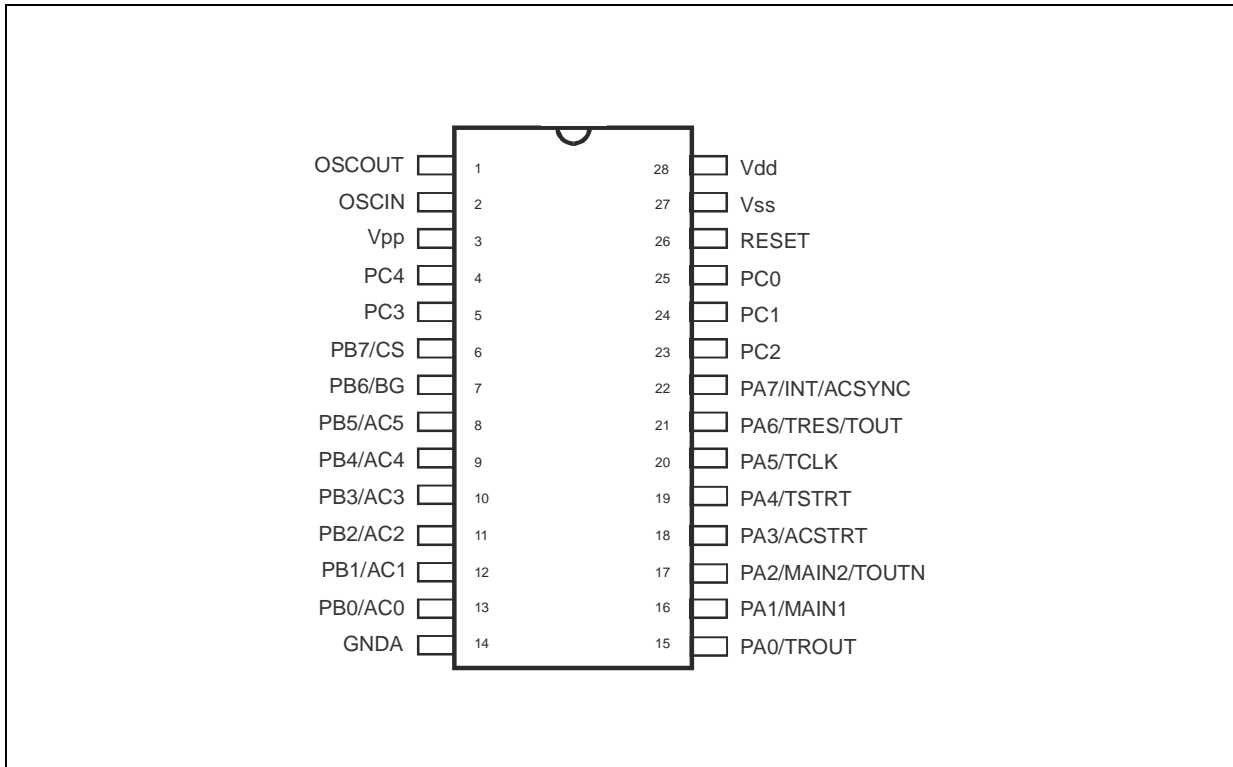 OSCOUT 1 28 Vdd
OSCIN 2 27 Vss
Vpp 3 26 RESET
PC4 4 25 PC0
PC3 5 24 PC1
PB7/CS 6 23 PC2
PB6/BG 7 22 PA7/INT/ACSYNC
PB5/AC5 8 21 PA6/TRES/TOUT
PB4/AC4 9 20 PA5/TCLK
PB3/AC3 10 19 PA4/TSTRT
PB2/AC2 11 18 PA3/ACSTRT
PB1/AC1 12 17 PA2/MAIN2/TOUTN
PB0/AC0 13 16 PA1/MAIN1
GNDA 14 15 PA0/TROUT